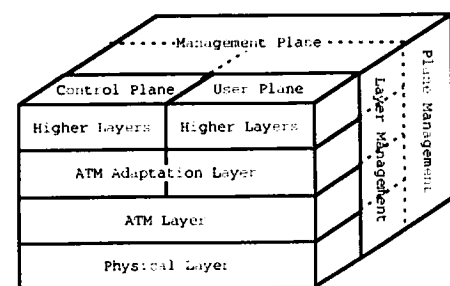 Management Plane
Control Plane
User Plane
Higher Layers
Higher Layers
ATM Adaptation Layer
ATM Layer
Physical Layer
Layer Management
Plane Management